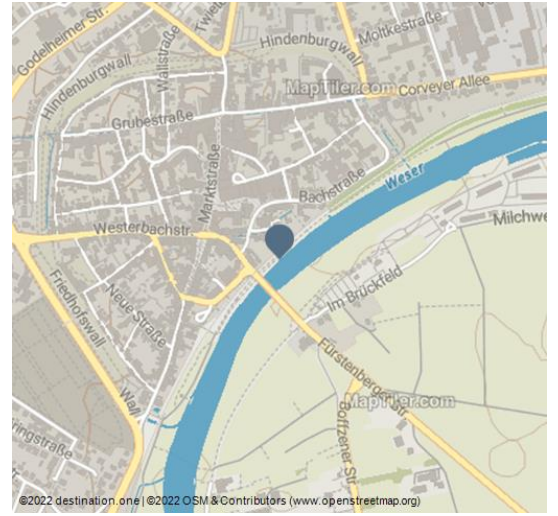 Godelheimer Str.
Hindenburgwall
Wallstraße
Twiete
Hindenburgwall
Moltkestraße
MapTiler.com
Corveyer Allee
Grubestraße
Marktstraße
Bachstraße
Weser
Westerbachstr.
Milchwe
Im Brückfeld
Neue Straße
Friedhofswall
Wall
Fürstenberger Str
MapTiler.com
Boffzener Str.
ringstraße
©2022 destination.one | ©2022 OSM & Contributors (www.openstreetmap.org)